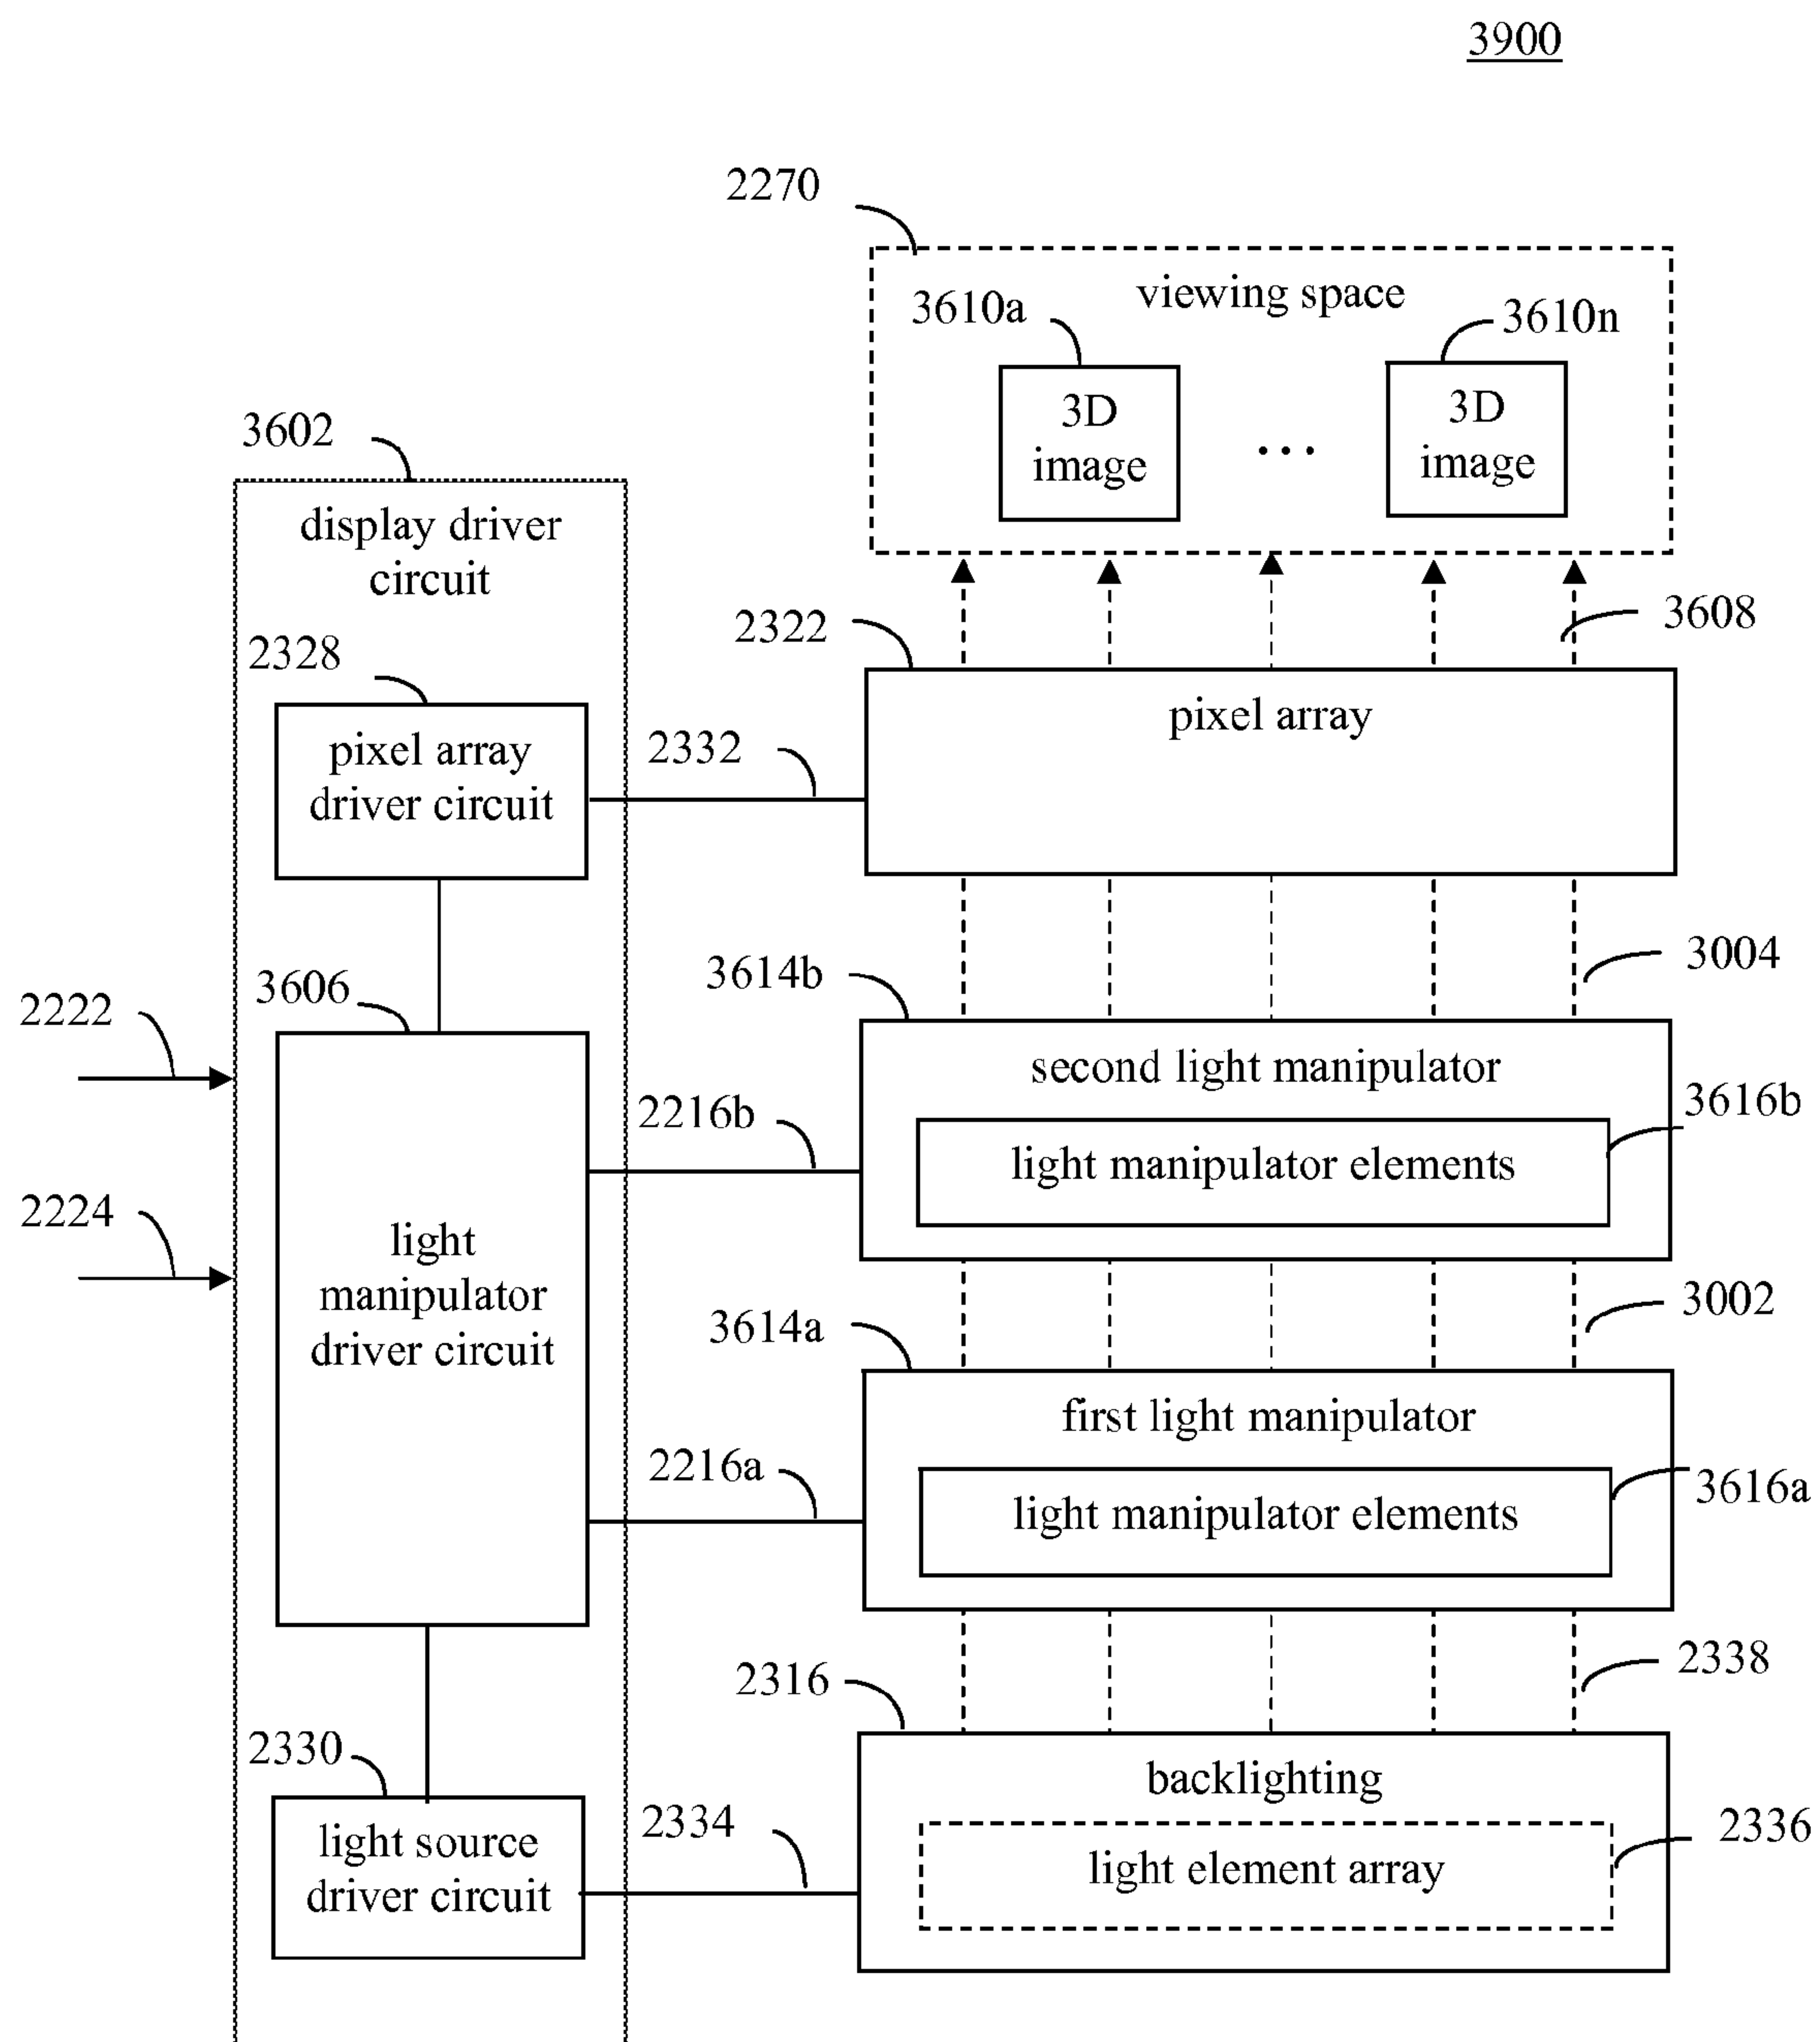 3900
2270
viewing space
3610a
3610n
3D
image
...
3D
image
3602
display driver
circuit
3608
2322
2328
pixel array
pixel array
driver circuit
2332
3004
3614b
3606
2222
second light manipulator
3616b
2216b
light manipulator elements
2224
light
manipulator
driver circuit
3002
3614a
first light manipulator
2216a
3616a
light manipulator elements
2338
2316
2330
backlighting
2334
2336
light source
driver circuit
light element array